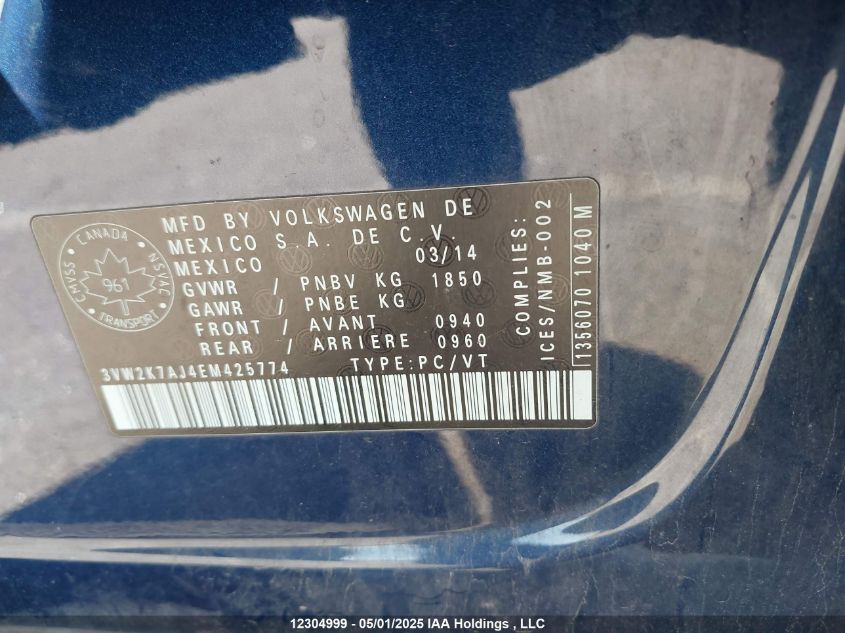 CANADA
CMVSS
NSVAC
961
TRANSPORT
MFD BY VOLKSWAGEN DE
MEXICO S.A. DE C.V.
MEXICO 03/14
GVWR / PNBV KG 1850
GAWR / PNBE KG
FRONT / AVANT 0940
REAR / ARRIERE 0960
3VW2K7AJ4EM425774 TYPE:PC/VT
COMPLIES:
ICES/NMB-002
1356070 1040 M
12304999 - 05/01/2025 IAA Holdings , LLC